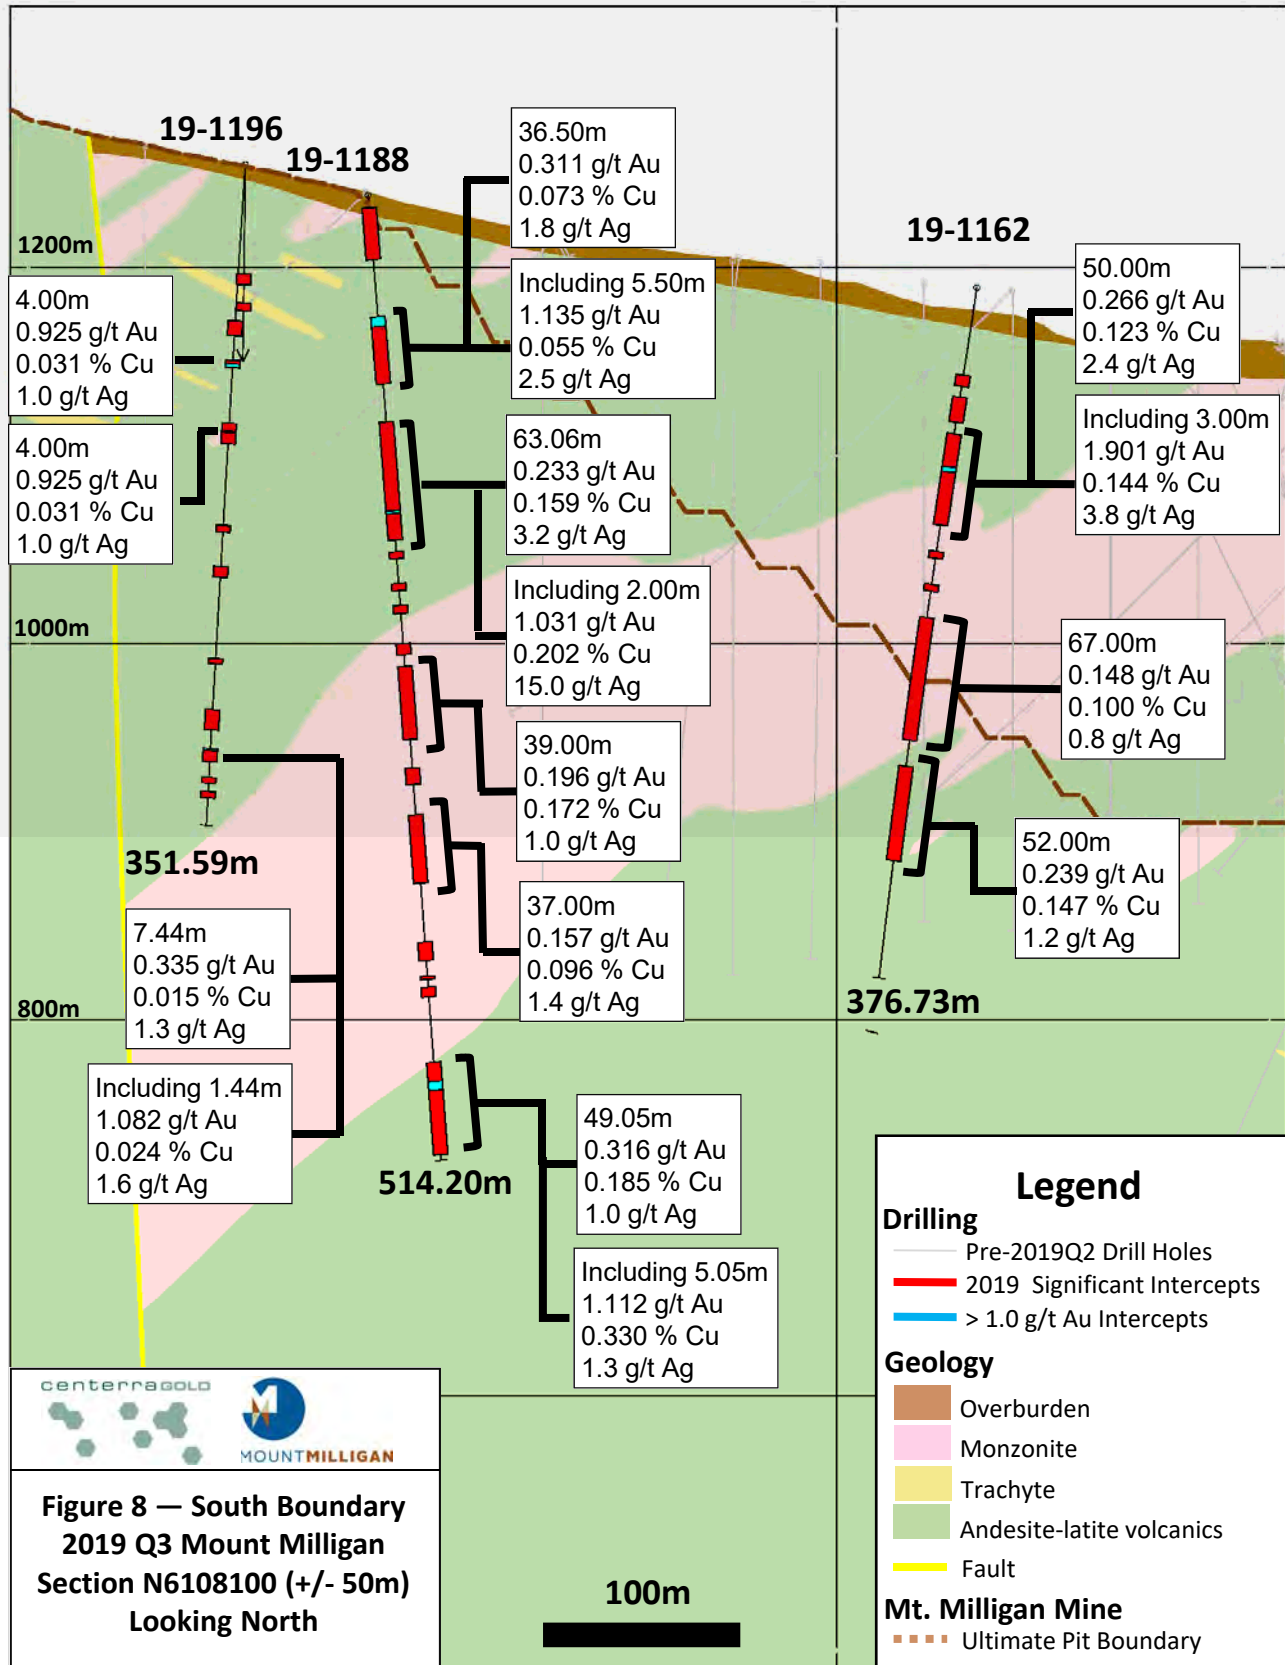 19-1196
19-1188
19-1162
36.50m
0.311 g/t Au
0.073 % Cu
1.8 g/t Ag
Including 5.50m
1.135 g/t Au
0.055 % Cu
2.5 g/t Ag
1200m
4.00m
0.925 g/t Au
0.031 % Cu
1.0 g/t Ag
4.00m
0.925 g/t Au
0.031 % Cu
1.0 g/t Ag
50.00m
0.266 g/t Au
0.123 % Cu
2.4 g/t Ag
Including 3.00m
1.901 g/t Au
0.144 % Cu
3.8 g/t Ag
63.06m
0.233 g/t Au
0.159 % Cu
3.2 g/t Ag
Including 2.00m
1.031 g/t Au
0.202 % Cu
15.0 g/t Ag
1000m
67.00m
0.148 g/t Au
0.100 % Cu
0.8 g/t Ag
39.00m
0.196 g/t Au
0.172 % Cu
1.0 g/t Ag
52.00m
0.239 g/t Au
0.147 % Cu
1.2 g/t Ag
351.59m
37.00m
0.157 g/t Au
0.096 % Cu
1.4 g/t Ag
7.44m
0.335 g/t Au
0.015 % Cu
1.3 g/t Ag
800m
376.73m
Including 1.44m
1.082 g/t Au
0.024 % Cu
1.6 g/t Ag
514.20m
49.05m
0.316 g/t Au
0.185 % Cu
1.0 g/t Ag
Including 5.05m
1.112 g/t Au
0.330 % Cu
1.3 g/t Ag
Legend
Drilling
Pre-2019Q2 Drill Holes
2019 Significant Intercepts
> 1.0 g/t Au Intercepts
Geology
Overburden
Monzonite
Trachyte
Andesite-latite volcanics
Fault
Mt. Milligan Mine
Ultimate Pit Boundary
centerraGOLD
MOUNTMILLIGAN
Figure 8 — South Boundary
2019 Q3 Mount Milligan
Section N6108100 (+/- 50m)
Looking North
100m